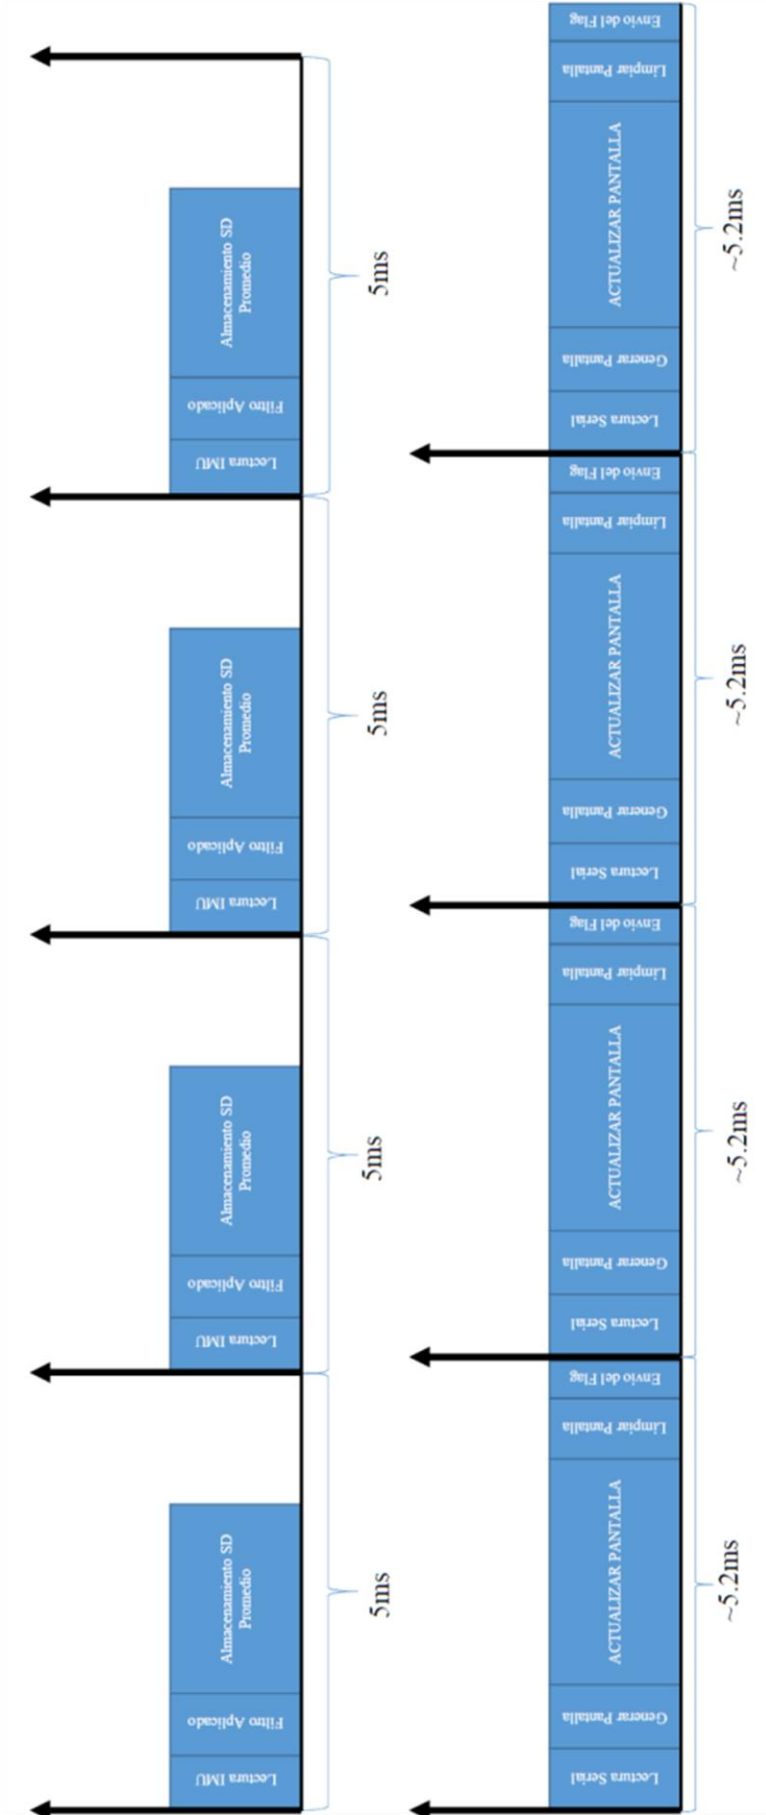 Lectura IMU
Filtro Aplicado
Almacenamiento SD
Promedio
Lectura IMU
Filtro Aplicado
Almacenamiento SD
Promedio
Lectura IMU
Filtro Aplicado
Almacenamiento SD
Promedio
Lectura IMU
Filtro Aplicado
Almacenamiento SD
Promedio
5ms
5ms
5ms
5ms
Lectura Serial
Generar Pantalla
ACTUALIZAR PANTALLA
Limpiar Pantalla
Envio del Flag
Lectura Serial
Generar Pantalla
ACTUALIZAR PANTALLA
Limpiar Pantalla
Envio del Flag
Lectura Serial
Generar Pantalla
ACTUALIZAR PANTALLA
Limpiar Pantalla
Envio del Flag
Lectura Serial
Generar Pantalla
ACTUALIZAR PANTALLA
Limpiar Pantalla
Envio del Flag
~5.2ms
~5.2ms
~5.2ms
~5.2ms